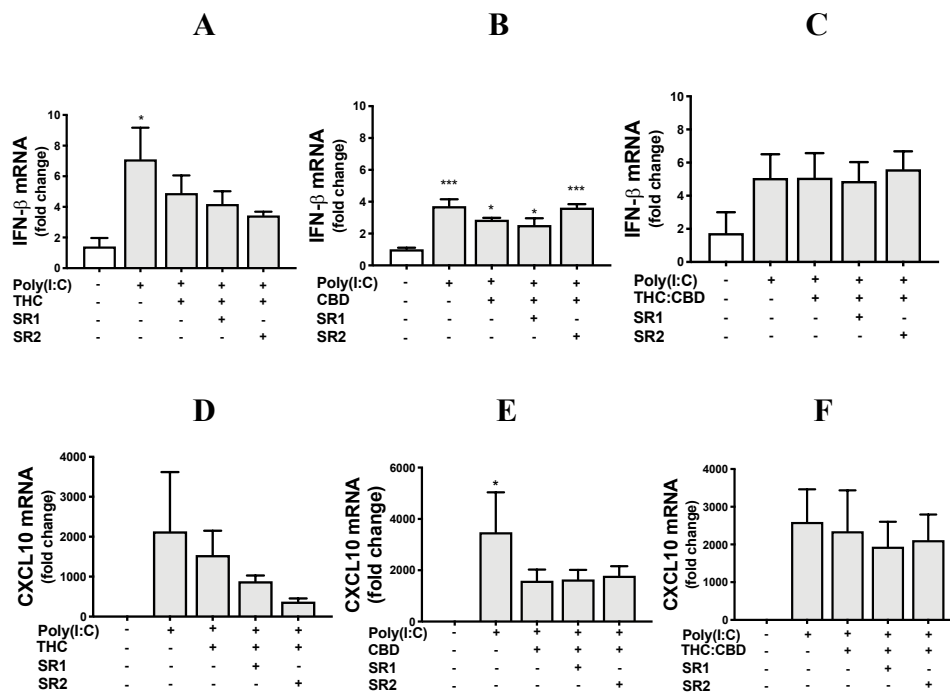 A B C
IFN-β mRNA
(fold change)
10
8
6
4
2
0
*
Poly(I:C) - + + + +
THC - - + + +
SR1 - - - + -
SR2 - - - - +
IFN-β mRNA
(fold change)
10
8
6
4
2
0
*** * * ***
Poly(I:C) - + + + +
CBD - - + + +
SR1 - - - + -
SR2 - - - - +
IFN-β mRNA
(fold change)
10
8
6
4
2
0
Poly(I:C) - + + + +
THC:CBD - - + + +
SR1 - - - + -
SR2 - - - - +
D E F
CXCL10 mRNA
(fold change)
4000
3000
2000
1000
0
Poly(I:C) - + + + +
THC - - + + +
SR1 - - - + -
SR2 - - - - +
CXCL10 mRNA
(fold change)
6000
4000
2000
0
*
Poly(I:C) - + + + +
CBD - - + + +
SR1 - - - + -
SR2 - - - - +
CXCL10 mRNA
(fold change)
4000
3000
2000
1000
0
Poly(I:C) - + + + +
THC:CBD - - + + +
SR1 - - - + -
SR2 - - - - +